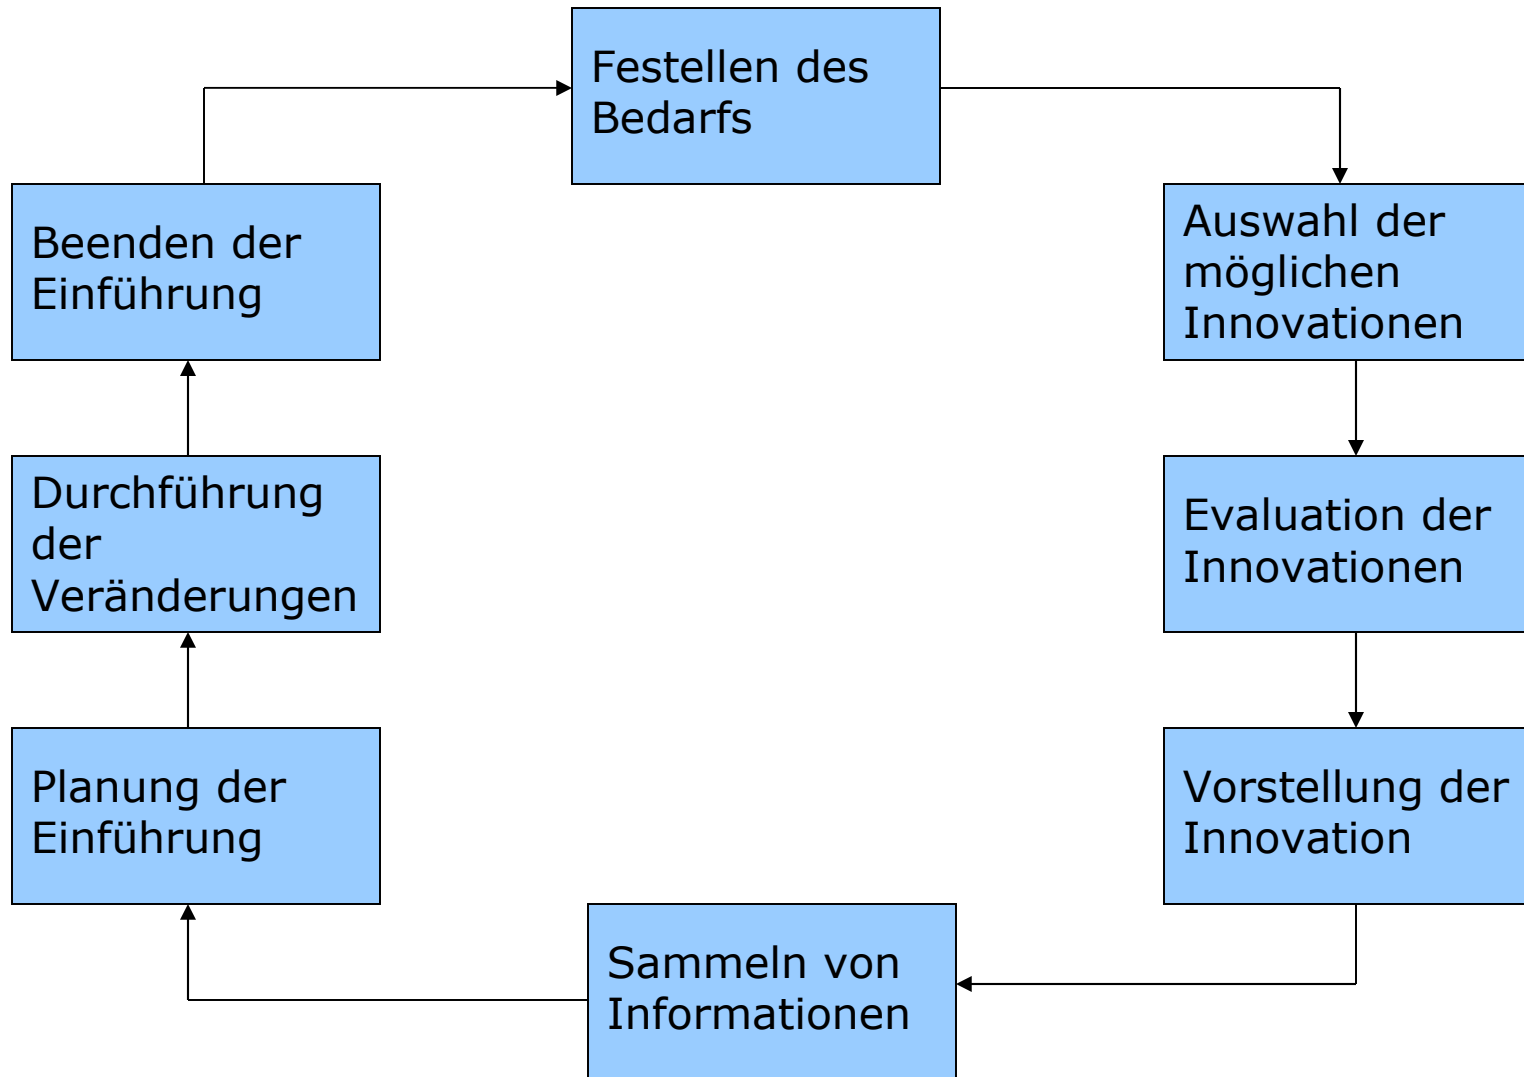 Festellen des
Bedarfs
Auswahl der
möglichen
Innovationen
Evaluation der
Innovationen
Vorstellung der
Innovation
Sammeln von
Informationen
Planung der
Einführung
Durchführung
der
Veränderungen
Beenden der
Einführung